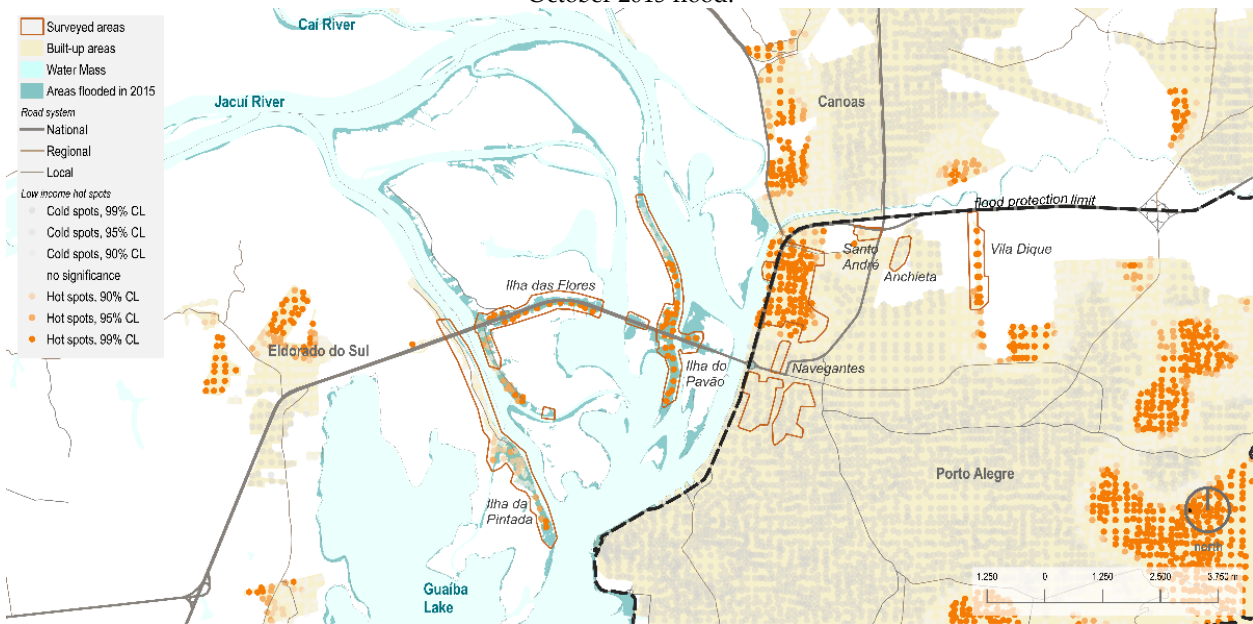 October 2015 flood.
Surveyed areas
Built-up areas
Water Mass
Areas flooded in 2015
Road system
National
Regional
Local
Low income hot spots
Cold spots, 99% CL
Cold spots, 95% CL
Cold spots, 90% CL
no significance
Hot spots, 90% CL
Hot spots, 95% CL
Hot spots, 99% CL
Caí River
Jacuí River
Canoas
flood protection limit
Santo
André
Anchieta
Vila Dique
Ilha das Flores
Eldorado do Sul
Ilha do
Pavão
Navegantes
Porto Alegre
Ilha da
Pintada
north
Guaíba
Lake
1.250 0 1.250 2.500 3.750 m